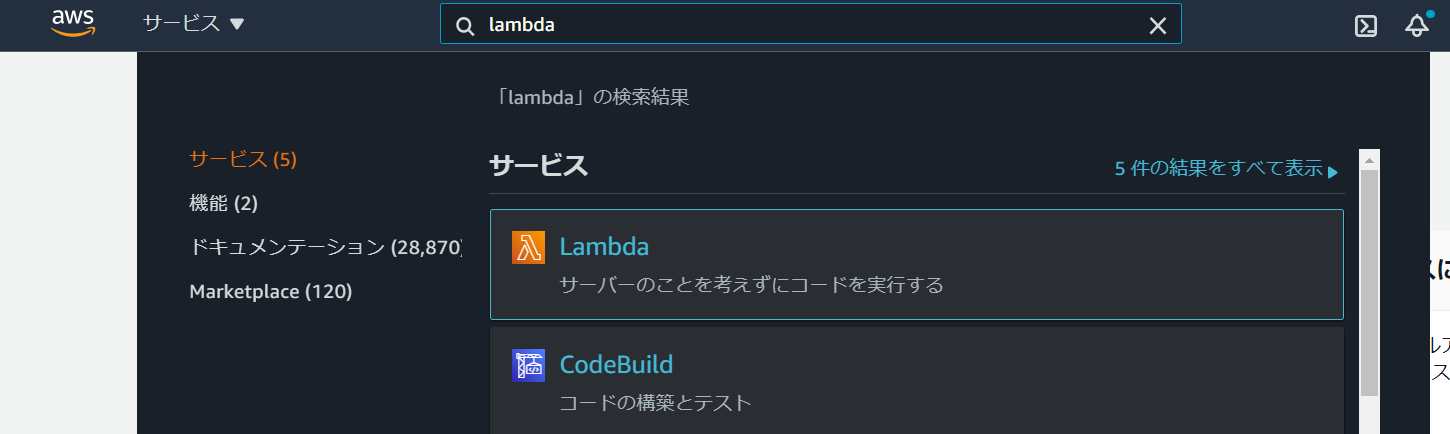 aws
サービス ▼
lambda
「lambda」の検索結果
サービス (5)
機能 (2)
ドキュメンテーション (28,870)
Marketplace (120)
サービス
5 件の結果をすべて表示 ▶
Lambda
サーバーのことを考えずにコードを実行する
CodeBuild
コードの構築とテスト